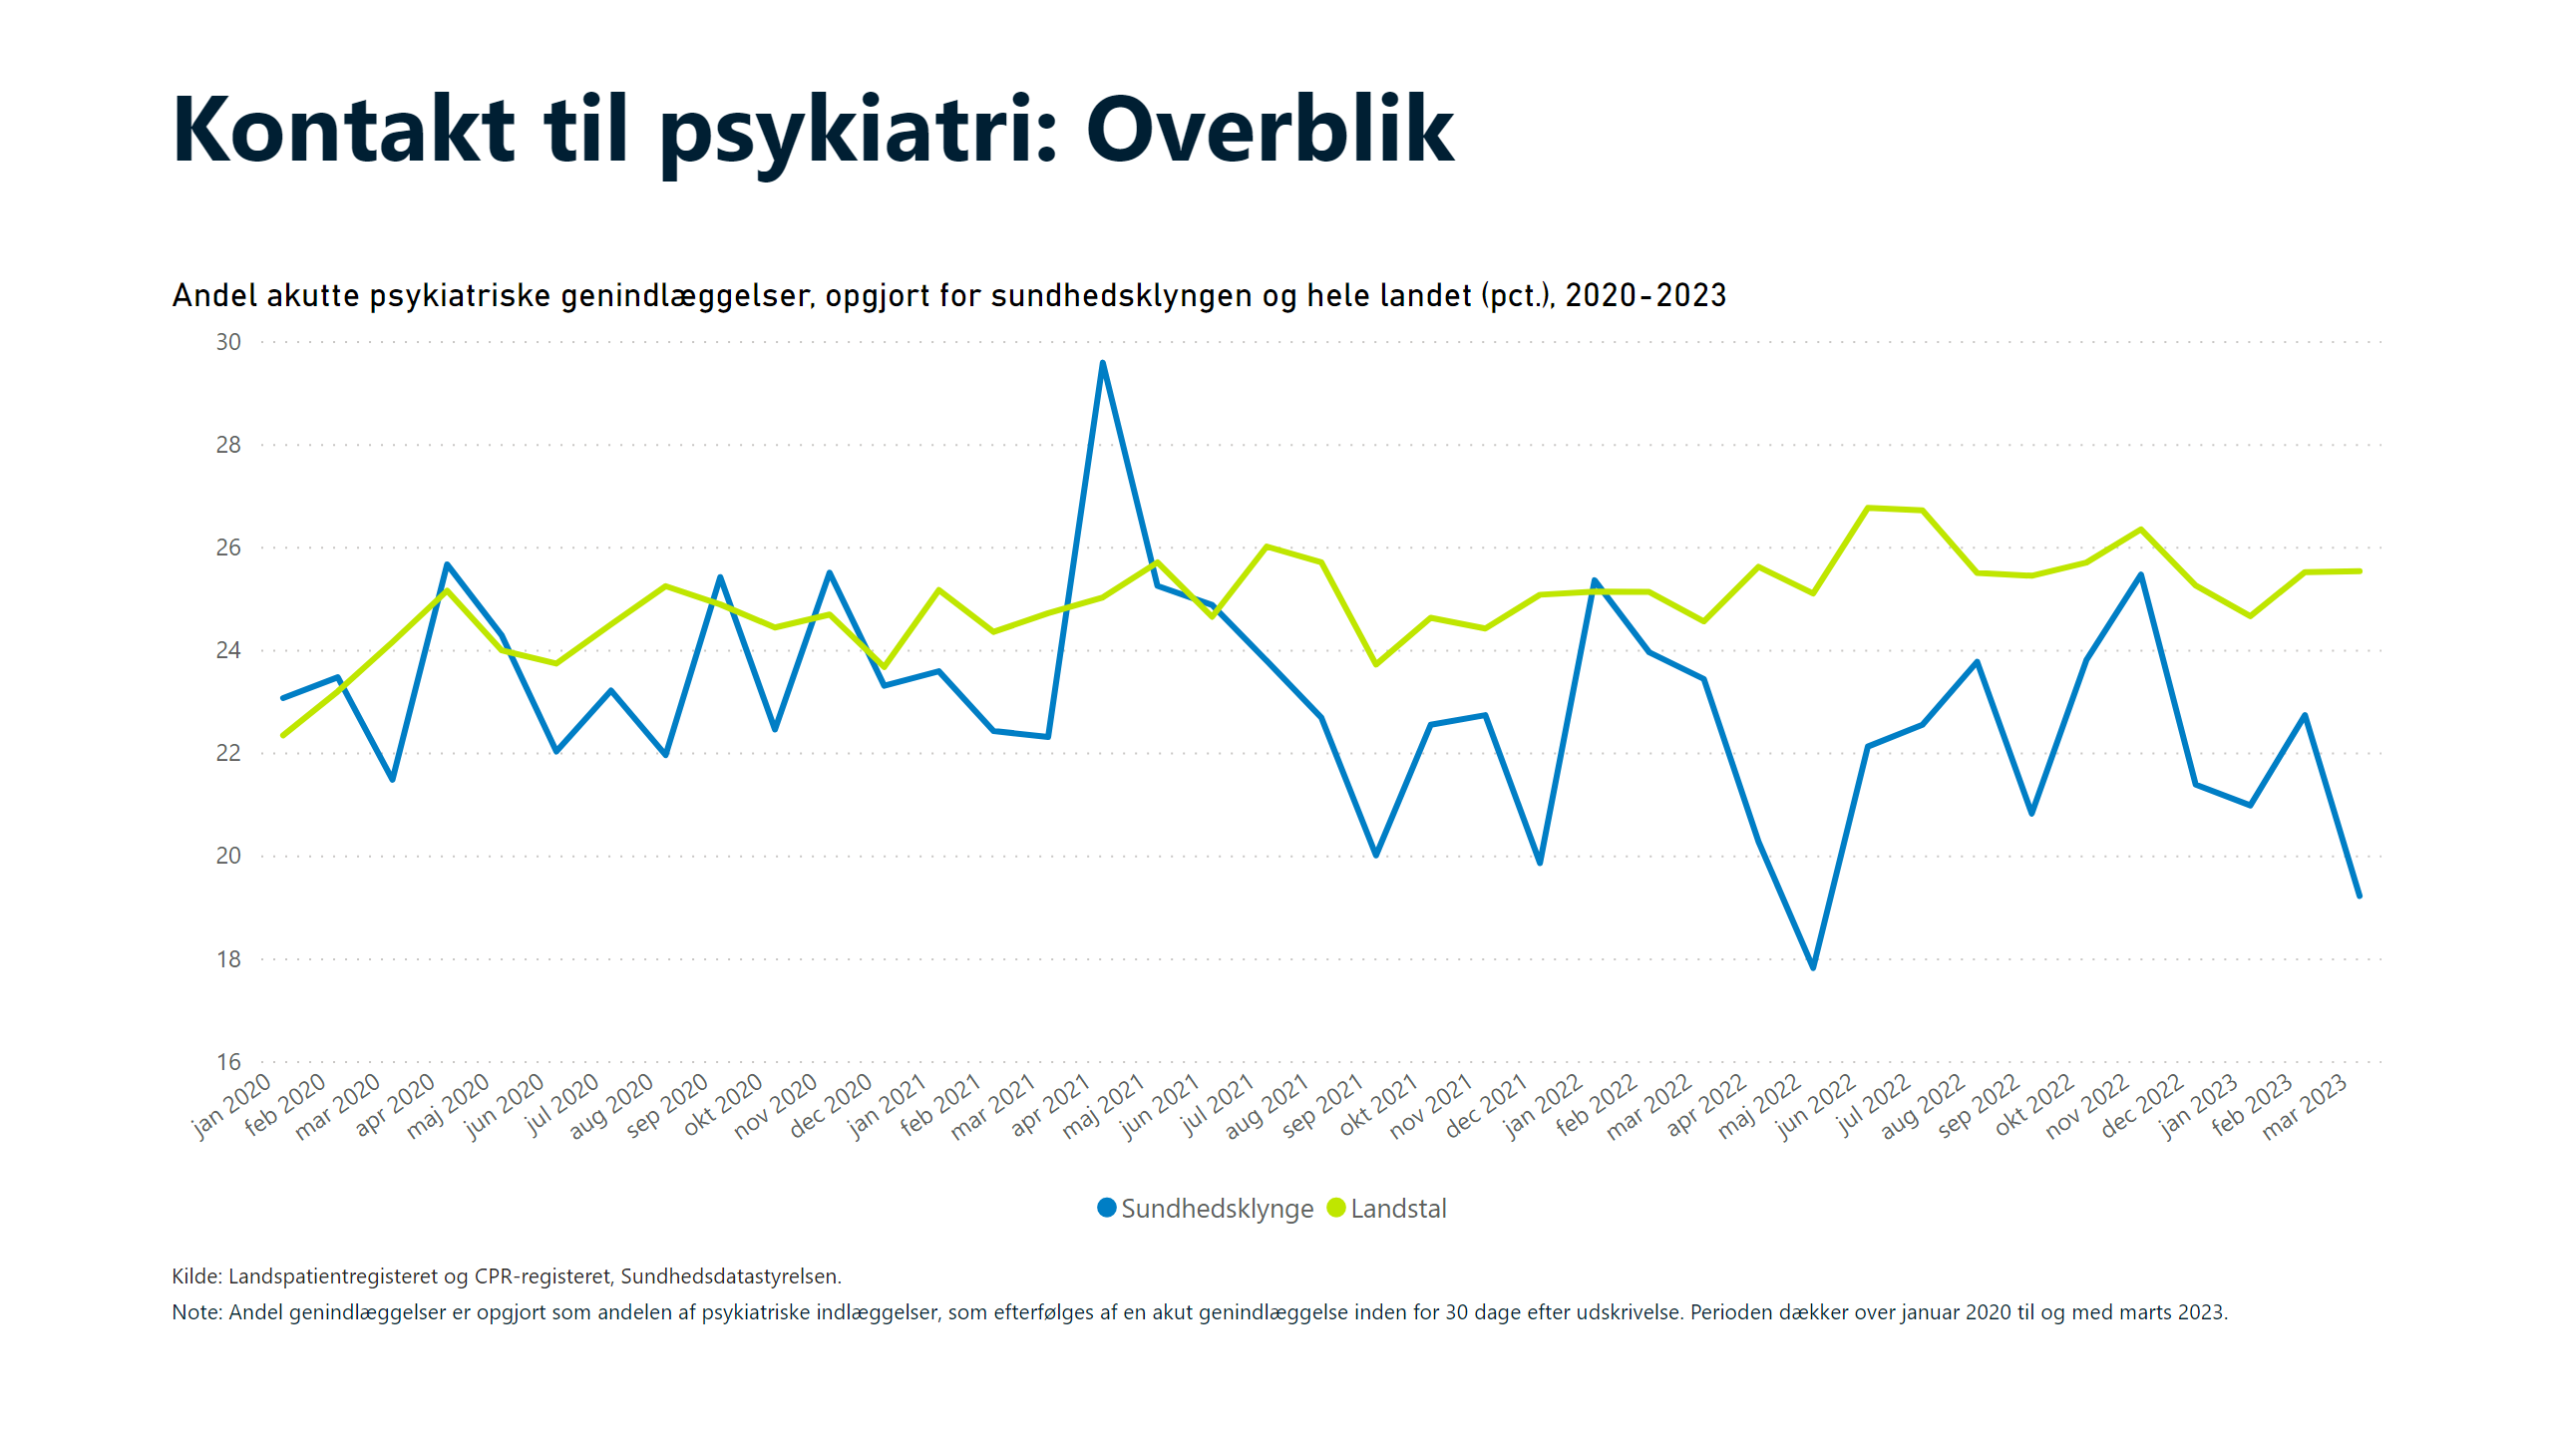 Kontakt til psykiatri: Overblik
Andel akutte psykiatriske genindlæggelser, opgjort for sundhedsklyngen og hele landet (pct.), 2020-2023
30
28
26
24
22
20
18
16
jan 2020
feb 2020
mar 2020
apr 2020
maj 2020
jun 2020
jul 2020
aug 2020
sep 2020
okt 2020
nov 2020
dec 2020
jan 2021
feb 2021
mar 2021
apr 2021
maj 2021
jun 2021
jul 2021
aug 2021
sep 2021
okt 2021
nov 2021
dec 2021
jan 2022
feb 2022
mar 2022
apr 2022
maj 2022
jun 2022
jul 2022
aug 2022
sep 2022
okt 2022
nov 2022
dec 2022
jan 2023
feb 2023
mar 2023
Sundhedsklynge Landstal
Kilde: Landspatientregisteret og CPR-registeret, Sundhedsdatastyrelsen.
Note: Andel genindlæggelser er opgjort som andelen af psykiatriske indlæggelser, som efterfølges af en akut genindlæggelse inden for 30 dage efter udskrivelse. Perioden dækker over januar 2020 til og med marts 2023.